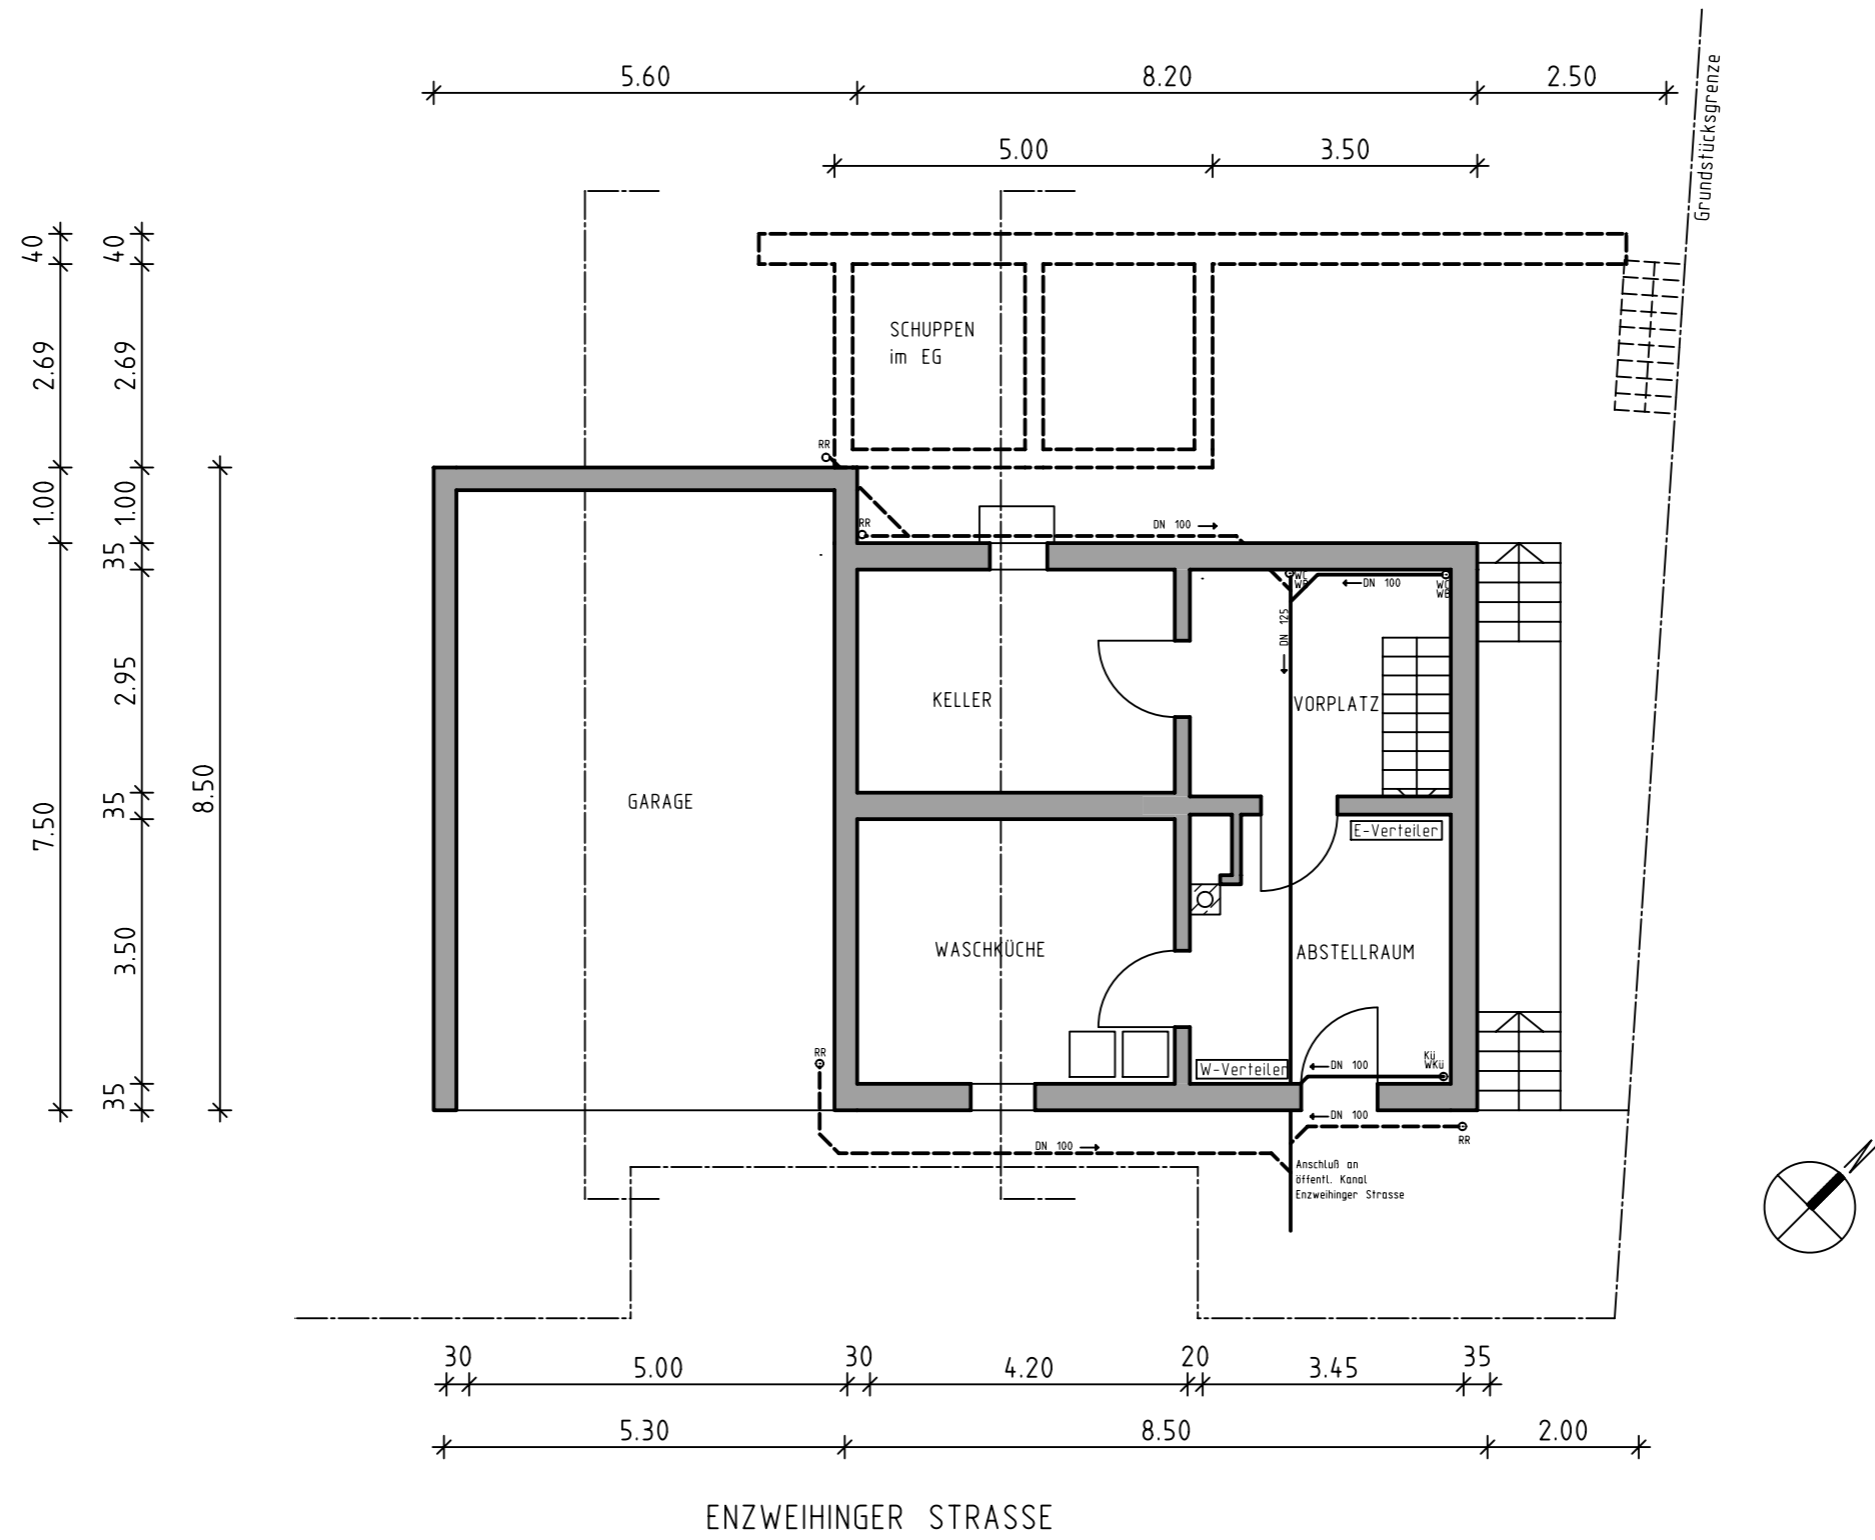 5.60
8.20
2.50
Grundstücksgrenze
5.00
3.50
40
40
2.69
2.69
SCHUPPEN
im EG
RR
1.00
1.00
RR
DN 100
35
WC
DN 100
WC
WB
DN 125
2.95
KELLER
VORPLATZ
8.50
7.50
35
GARAGE
E-Verteiler
3.50
WASCHKÜCHE
ABSTELLRAUM
RR
Kü
WKü
W-Verteiler
DN 100
35
DN 100
RR
DN 100
Anschluß an
öffentl. Kanal
Enzweihinger Strasse
30
5.00
30
4.20
20
3.45
35
5.30
8.50
2.00
ENZWEIHINGER STRASSE